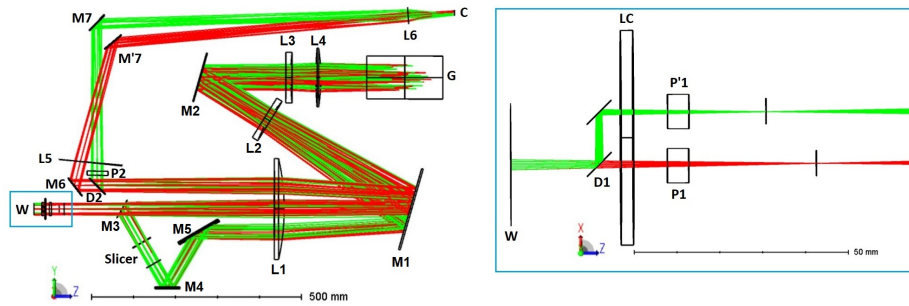 M7
M'7
L6
C
L3
L4
G
M2
L2
L5
P2
M6
D2
W
M3
M5
Slicer
M4
L1
M1
Y
Z
500 mm
LC
P'1
D1
P1
W
X
Z
50 mm